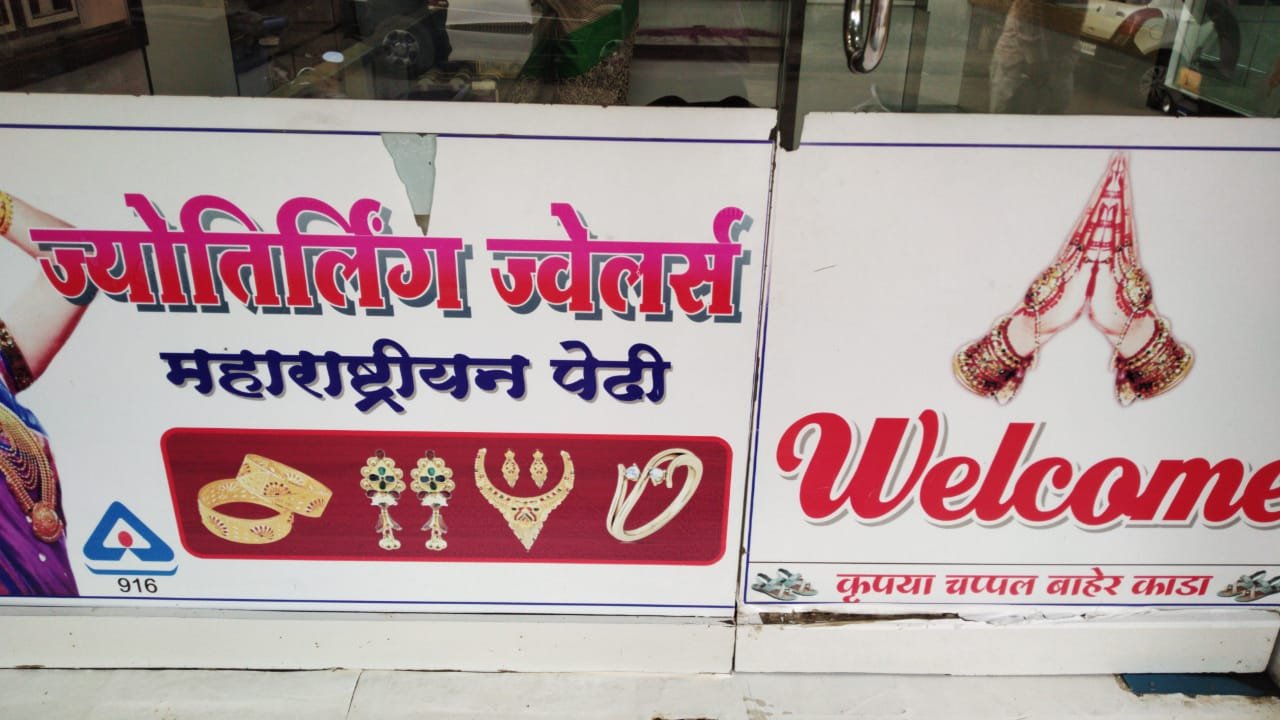 ज्योतिर्लिंग ज्वेलर्स
महाराष्ट्रीयन पेढी
916
Welcome
कृपया चप्पल बाहेर काडा